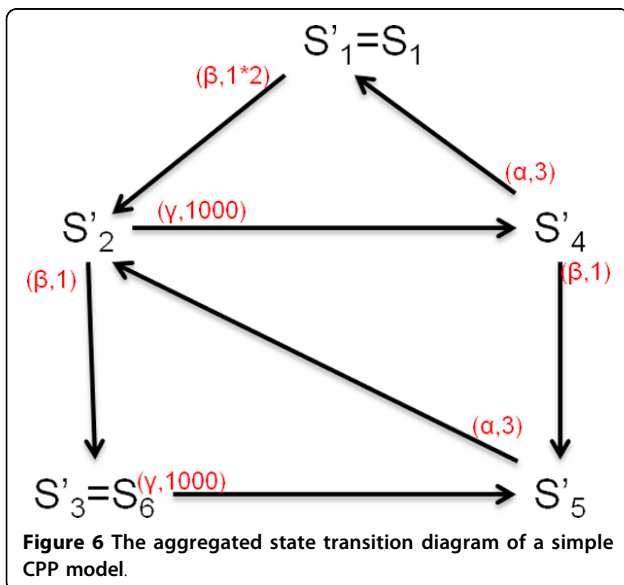 S'₁=S₁
(β,1*2)
(α,3)
S'₂
(γ,1000)
S'₄
(β,1)
(β,1)
(α,3)
S'₃=S₆
(γ,1000)
S'₅
Figure 6 The aggregated state transition diagram of a simple
CPP model.